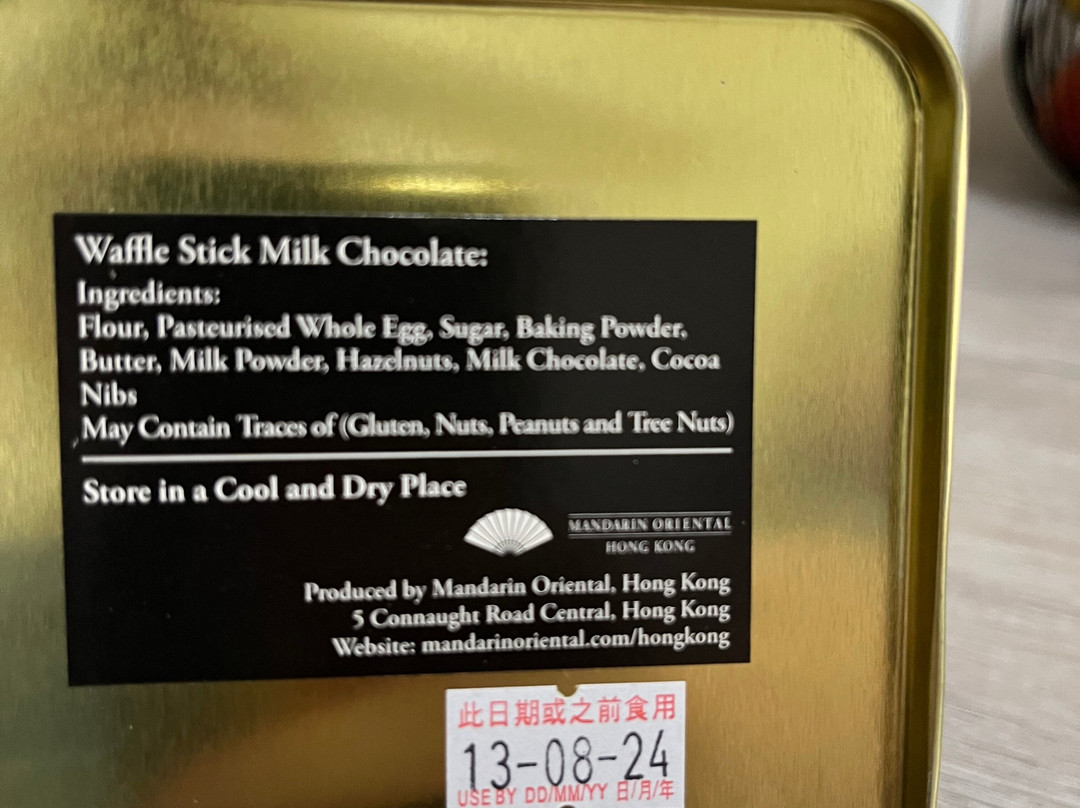 Waffle Stick Milk Chocolate:
Ingredients:
Flour, Pasteurised Whole Egg, Sugar, Baking Powder,
Butter, Milk Powder, Hazelnuts, Milk Chocolate, Cocoa
Nibs
May Contain Traces of (Gluten, Nuts, Peanuts and Tree Nuts)
Store in a Cool and Dry Place
MANDARIN ORIENTAL
HONG KONG
Produced by Mandarin Oriental, Hong Kong
5 Connaught Road Central, Hong Kong
Website: mandarinoriental.com/hongkong
此日期或之前食用
13-08-24
USE BY DD/MM/YY 日/月/年